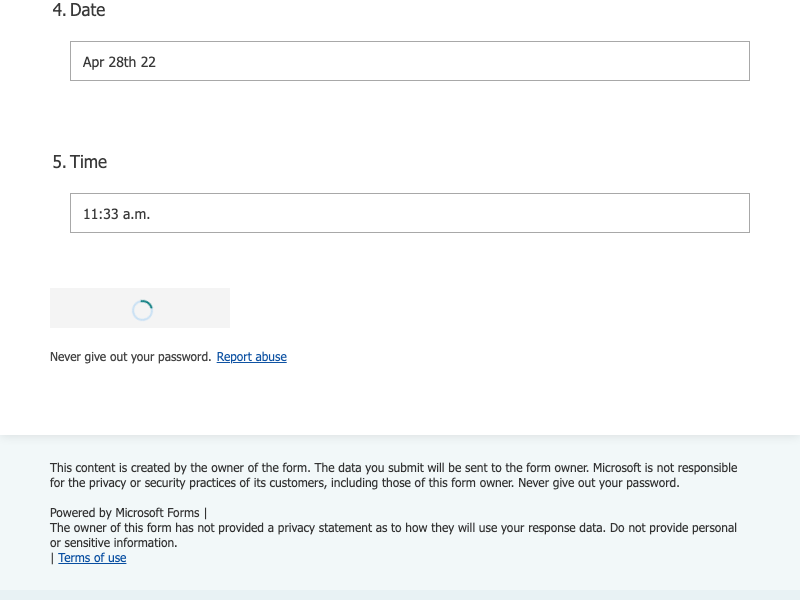 4. Date
Apr 28th 22
5. Time
11:33 a.m.
Never give out your password. Report abuse
This content is created by the owner of the form. The data you submit will be sent to the form owner. Microsoft is not responsible
for the privacy or security practices of its customers, including those of this form owner. Never give out your password.
Powered by Microsoft Forms |
The owner of this form has not provided a privacy statement as to how they will use your response data. Do not provide personal
or sensitive information.
| Terms of use